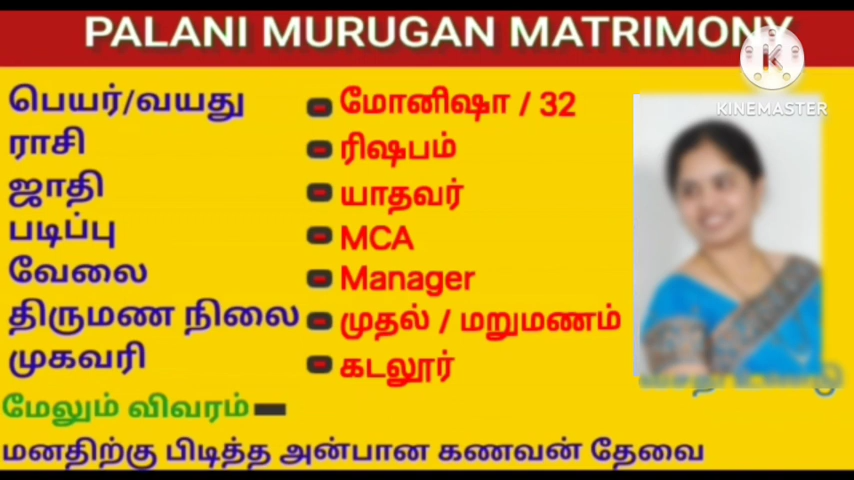 PALANI MURUGAN MATRIMONY
KINEMASTER
பெயர்/வயது - மோனிஷா / 32
ராசி - ரிஷபம்
ஜாதி - யாதவர்
படிப்பு - MCA
வேலை - Manager
திருமண நிலை - முதல் / மறுமணம்
முகவரி - கடலூர்
மேலும் விவரம் -
மனதிற்கு பிடித்த அன்பான கணவன் தேவை